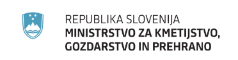 REPUBLIKA SLOVENIJA
MINISTRSTVO ZA KMETIJSTVO,
GOZDARSTVO IN PREHRANO